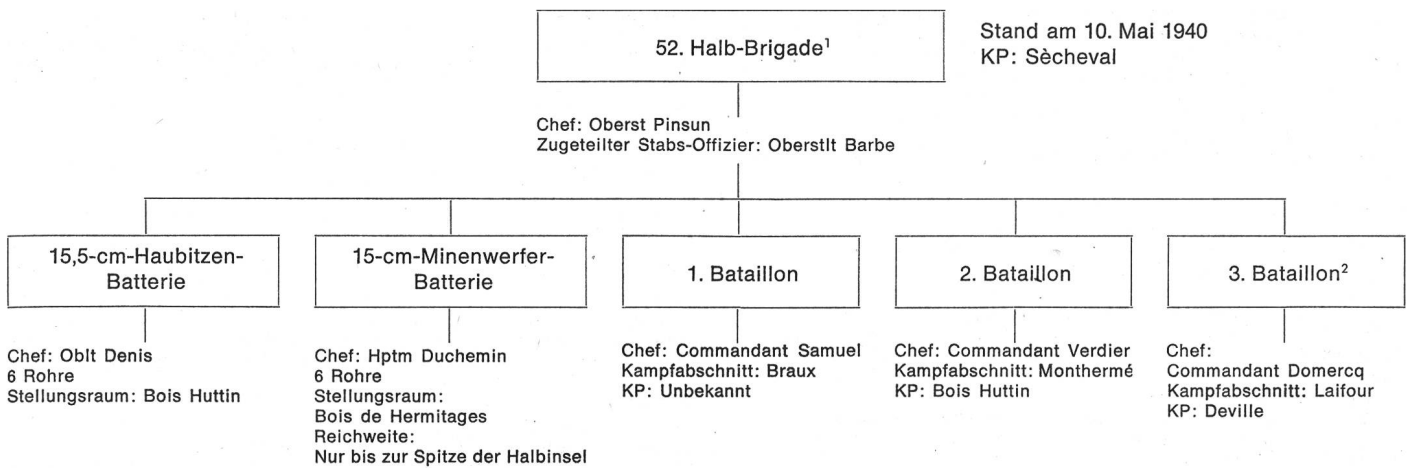 52. Halb-Brigade¹
Stand am 10. Mai 1940
KP: Sècheval
Chef: Oberst Pinsun
Zugeteilter Stabs-Offizier: Oberstlt Barbe
15,5-cm-Haubitzen-
Batterie
Chef: Oblt Denis
6 Rohre
Stellungsraum: Bois Huttin
15-cm-Minenwerfer-
Batterie
Chef: Hptm Duchemin
6 Rohre
Stellungsraum:
Bois de Hermitages
Reichweite:
Nur bis zur Spitze der Halbinsel
1. Bataillon
Chef: Commandant Samuel
Kampfabschnitt: Braux
KP: Unbekannt
2. Bataillon
Chef: Commandant Verdier
Kampfabschnitt: Monthermé
KP: Bois Huttin
3. Bataillon²
Chef:
Commandant Domercq
Kampfabschnitt: Laifour
KP: Deville